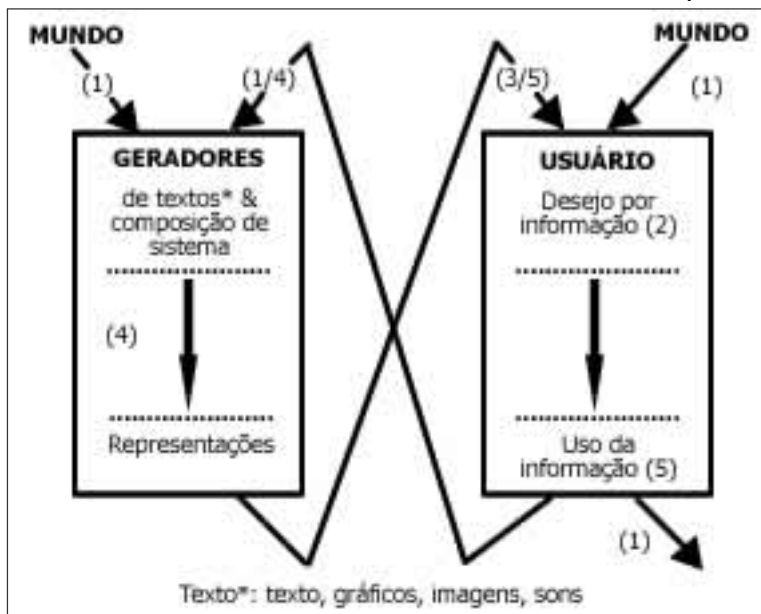 MUNDO
MUNDO
(1)
(1/4)
(3/5)
(1)
GERADORES
de textos* &
composição de
sistema
(4)
Representações
USUÁRIO
Desejo por
informação (2)
Uso da
informação (5)
(1)
Texto*: texto, gráficos, imagens, sons